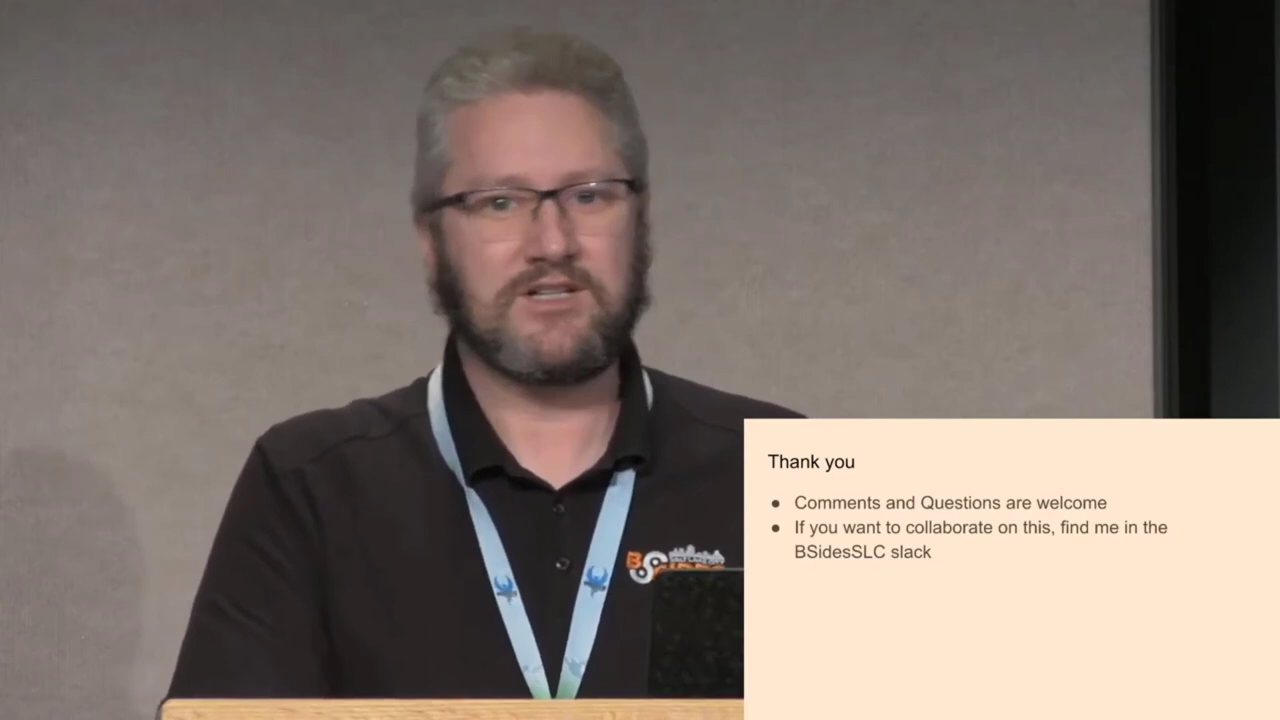 Thank you
● Comments and Questions are welcome
● If you want to collaborate on this, find me in the
BSidesSLC slack